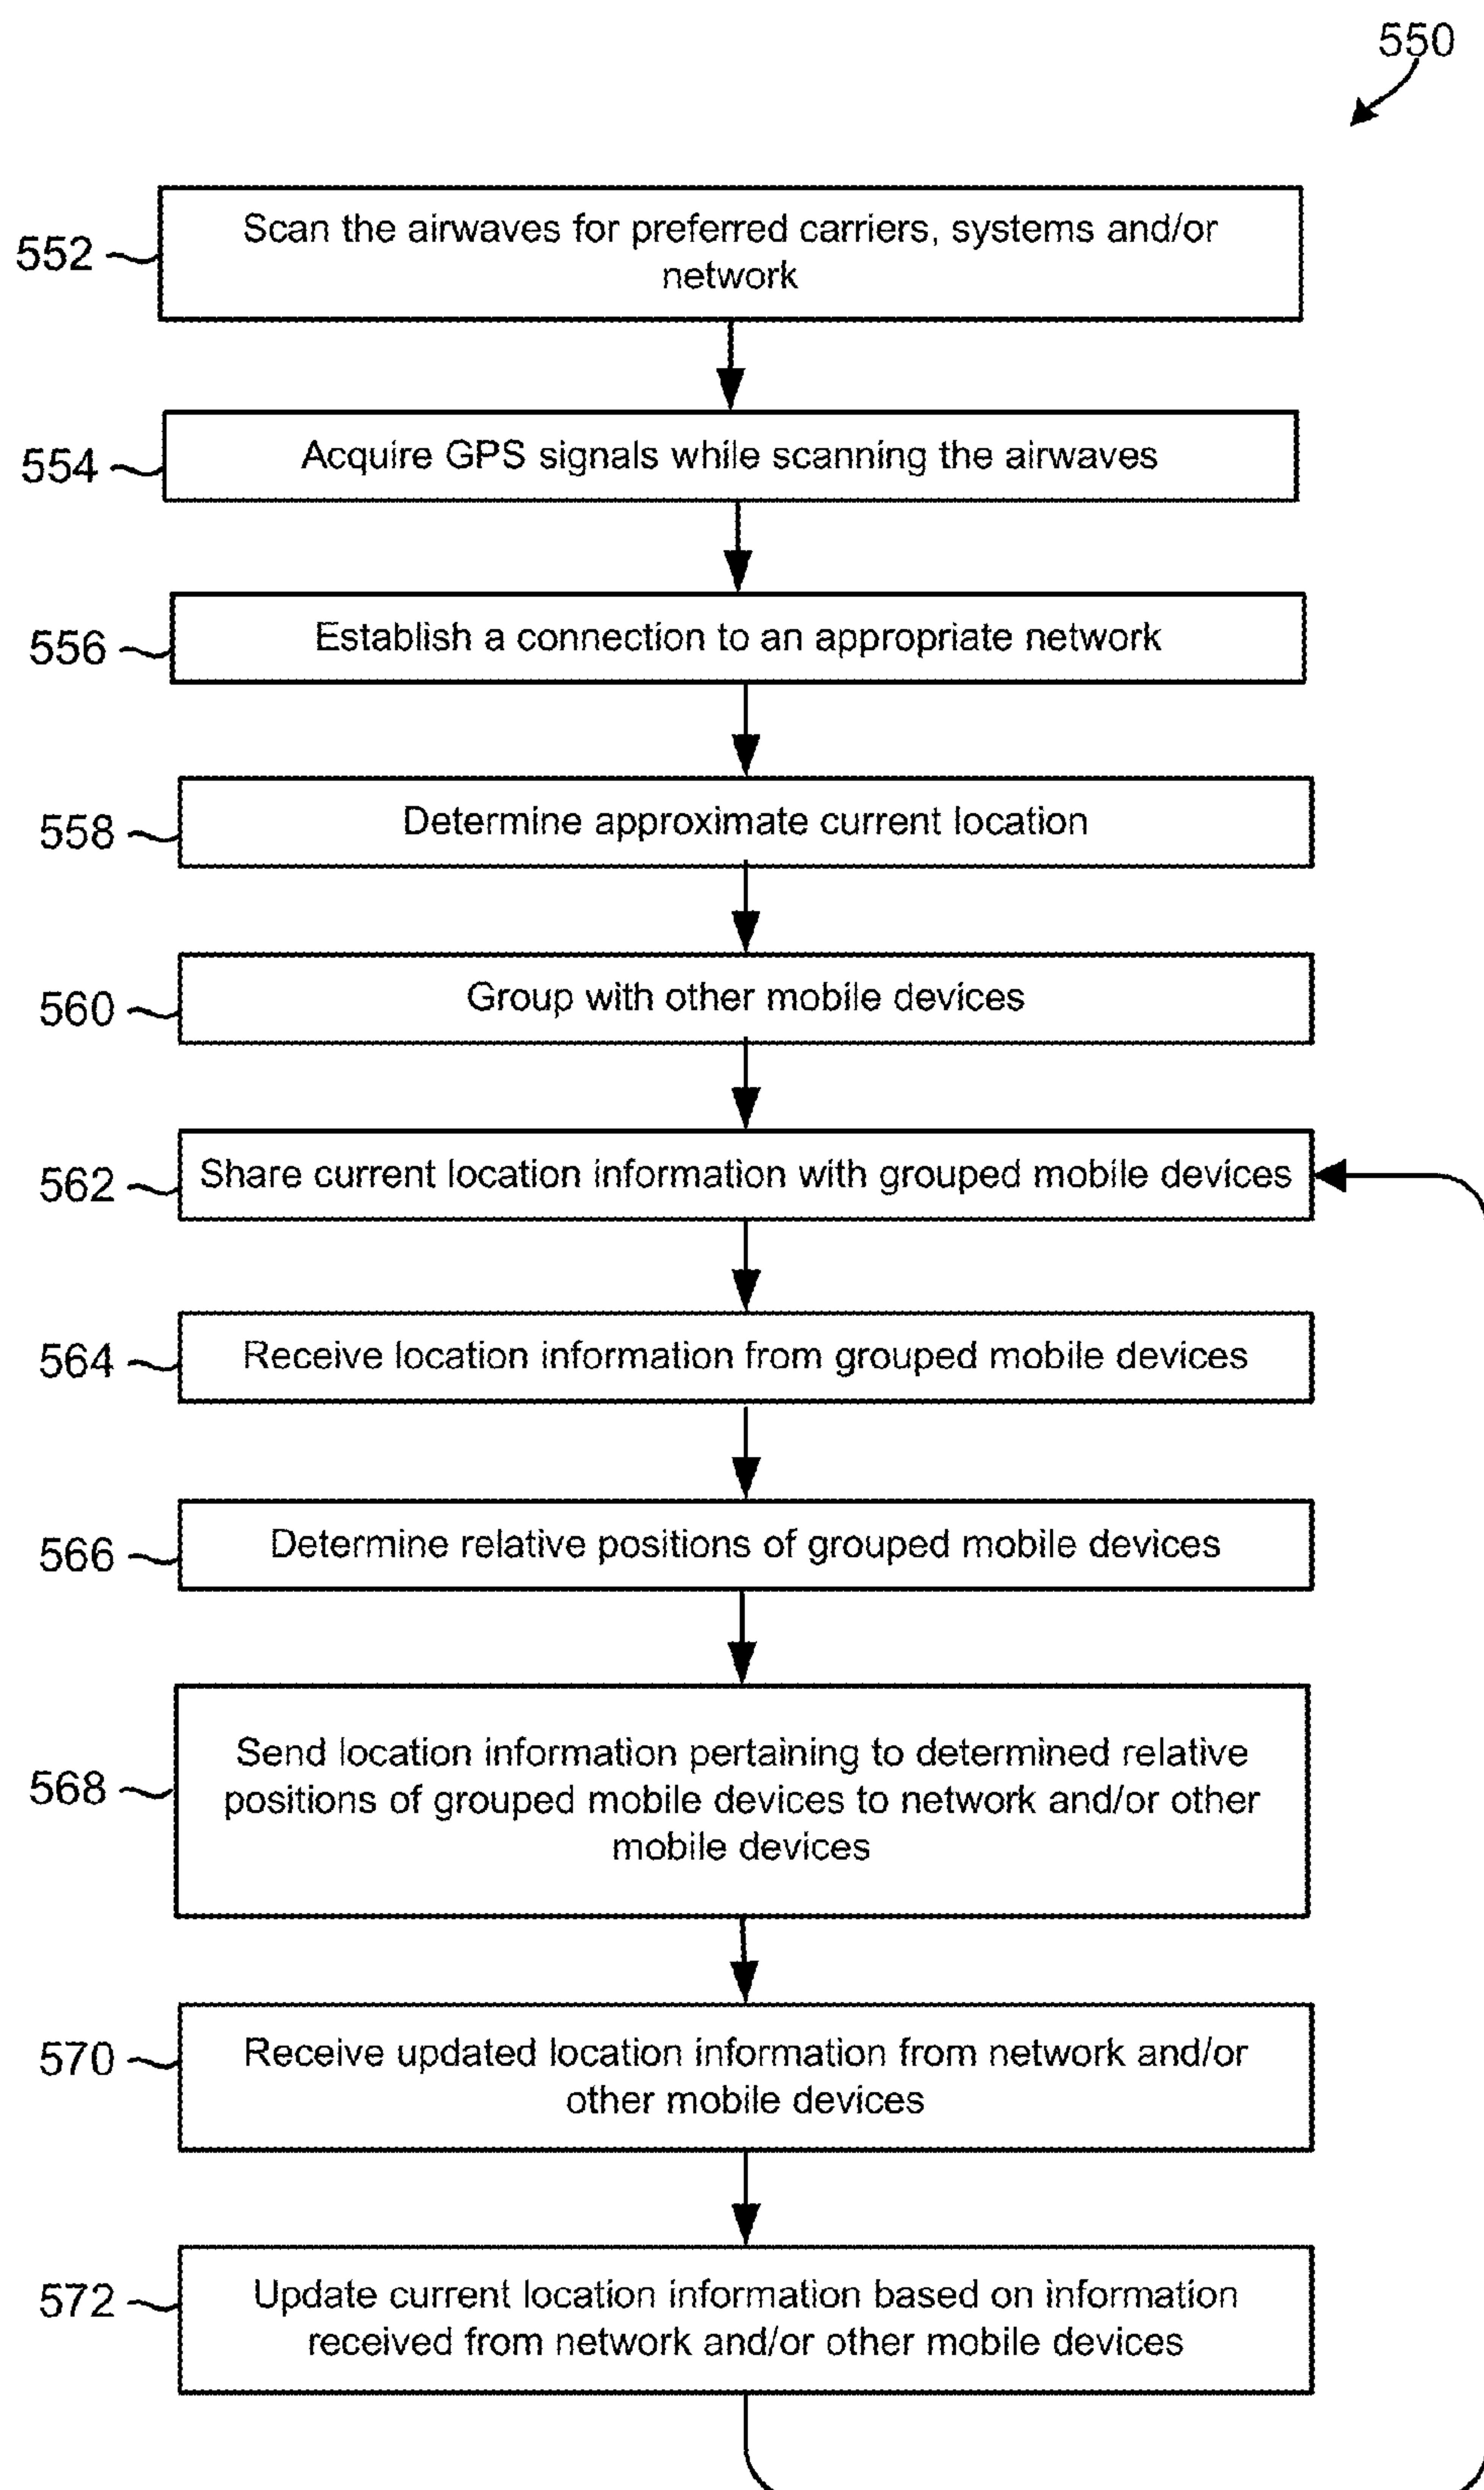 550
552
Scan the airwaves for preferred carriers, systems and/or
network
554
Acquire GPS signals while scanning the airwaves
556
Establish a connection to an appropriate network
558
Determine approximate current location
560
Group with other mobile devices
562
Share current location information with grouped mobile devices
564
Receive location information from grouped mobile devices
566
Determine relative positions of grouped mobile devices
568
Send location information pertaining to determined relative
positions of grouped mobile devices to network and/or other
mobile devices
570
Receive updated location information from network and/or
other mobile devices
572
Update current location information based on information
received from network and/or other mobile devices